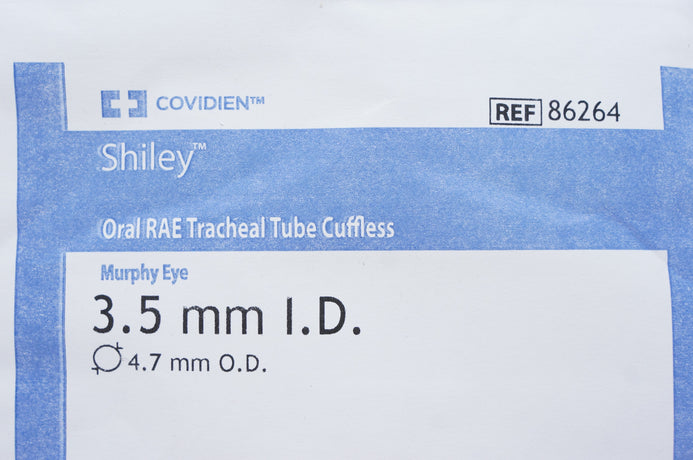 COVIDIEN™
REF 86264
Shiley™
Oral RAE Tracheal Tube Cuffless
Murphy Eye
3.5 mm I.D.
4.7 mm O.D.